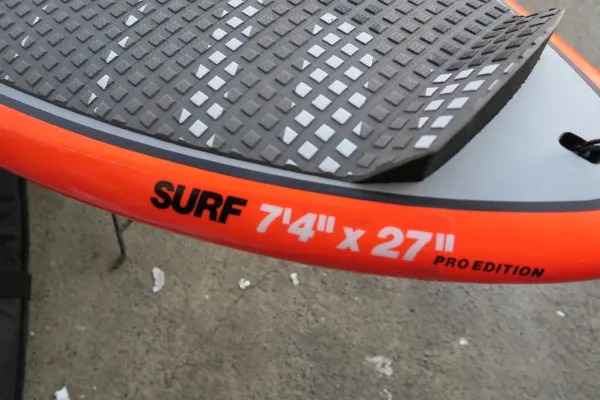 SURF 7'4" x 27" PRO EDITION